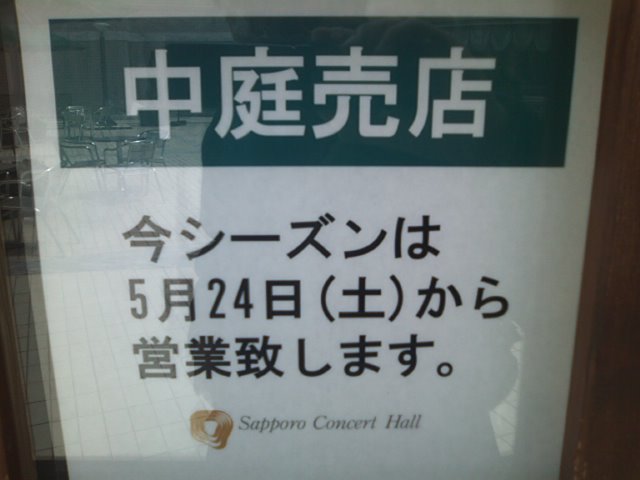 中庭売店
今シーズンは
5月24日(土)から
営業致します。
Sapporo Concert Hall